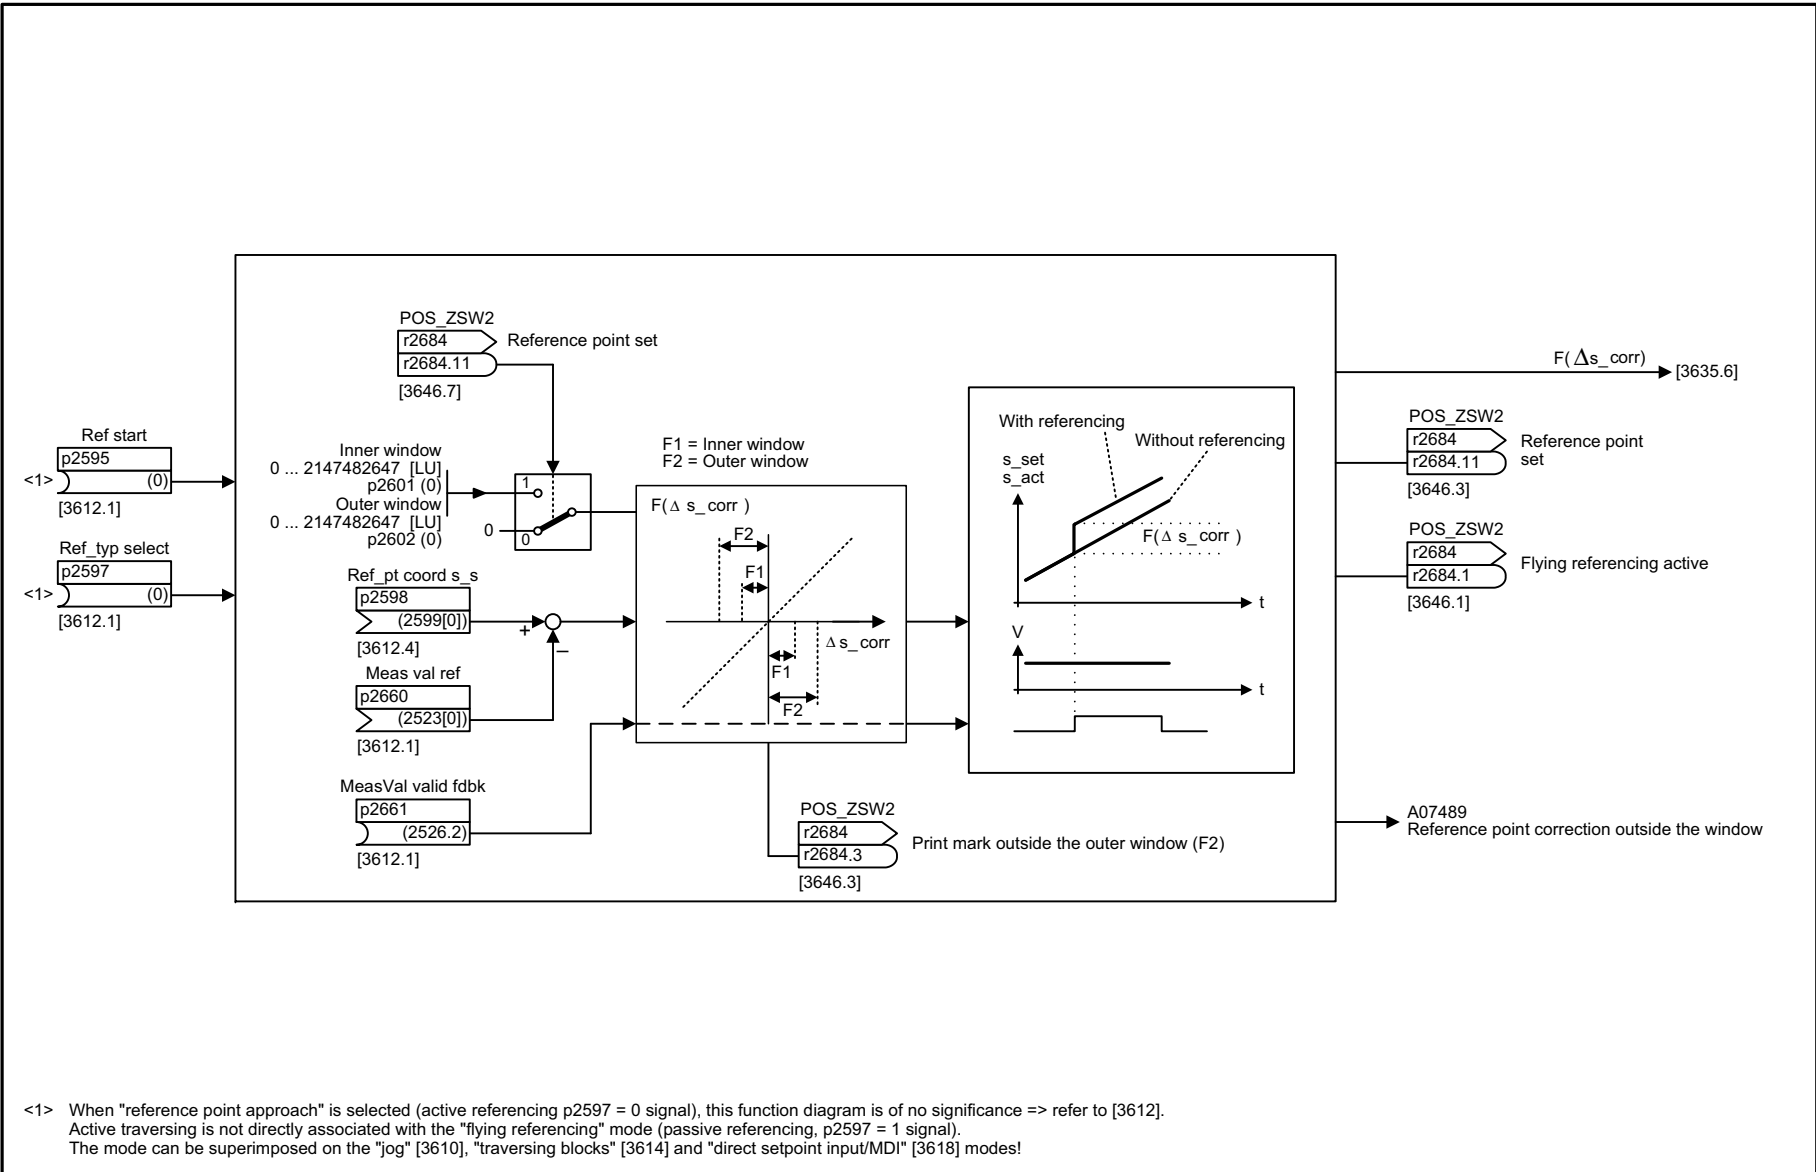 POS_ZSW2
r2684
Reference point set
r2684.11
[3646.7]
Ref start
p2595
<1>
(0)
[3612.1]
Ref_typ select
p2597
<1>
(0)
[3612.1]
Inner window
0 ... 2147482647 [LU]
p2601 (0)
Outer window
0 ... 2147482647 [LU]
p2602 (0)
1
0
0
Ref_pt coord s_s
p2598
(2599[0])
[3612.4]
+
–
Meas val ref
p2660
(2523[0])
[3612.1]
MeasVal valid fdbk
p2661
(2526.2)
[3612.1]
F1 = Inner window
F2 = Outer window
F(Δ s_corr )
F2
F1
Δ s_corr
F1
F2
POS_ZSW2
r2684
r2684.3
Print mark outside the outer window (F2)
[3646.3]
With referencing
Without referencing
s_set
s_act
F(Δ s_corr )
t
V
t
F(Δs_corr)
[3635.6]
POS_ZSW2
r2684
r2684.11
Reference point
set
[3646.3]
POS_ZSW2
r2684
r2684.1
Flying referencing active
[3646.1]
A07489
Reference point correction outside the window
<1> When "reference point approach" is selected (active referencing p2597 = 0 signal), this function diagram is of no significance => refer to [3612].
Active traversing is not directly associated with the "flying referencing" mode (passive referencing, p2597 = 1 signal).
The mode can be superimposed on the "jog" [3610], "traversing blocks" [3614] and "direct setpoint input/MDI" [3618] modes!